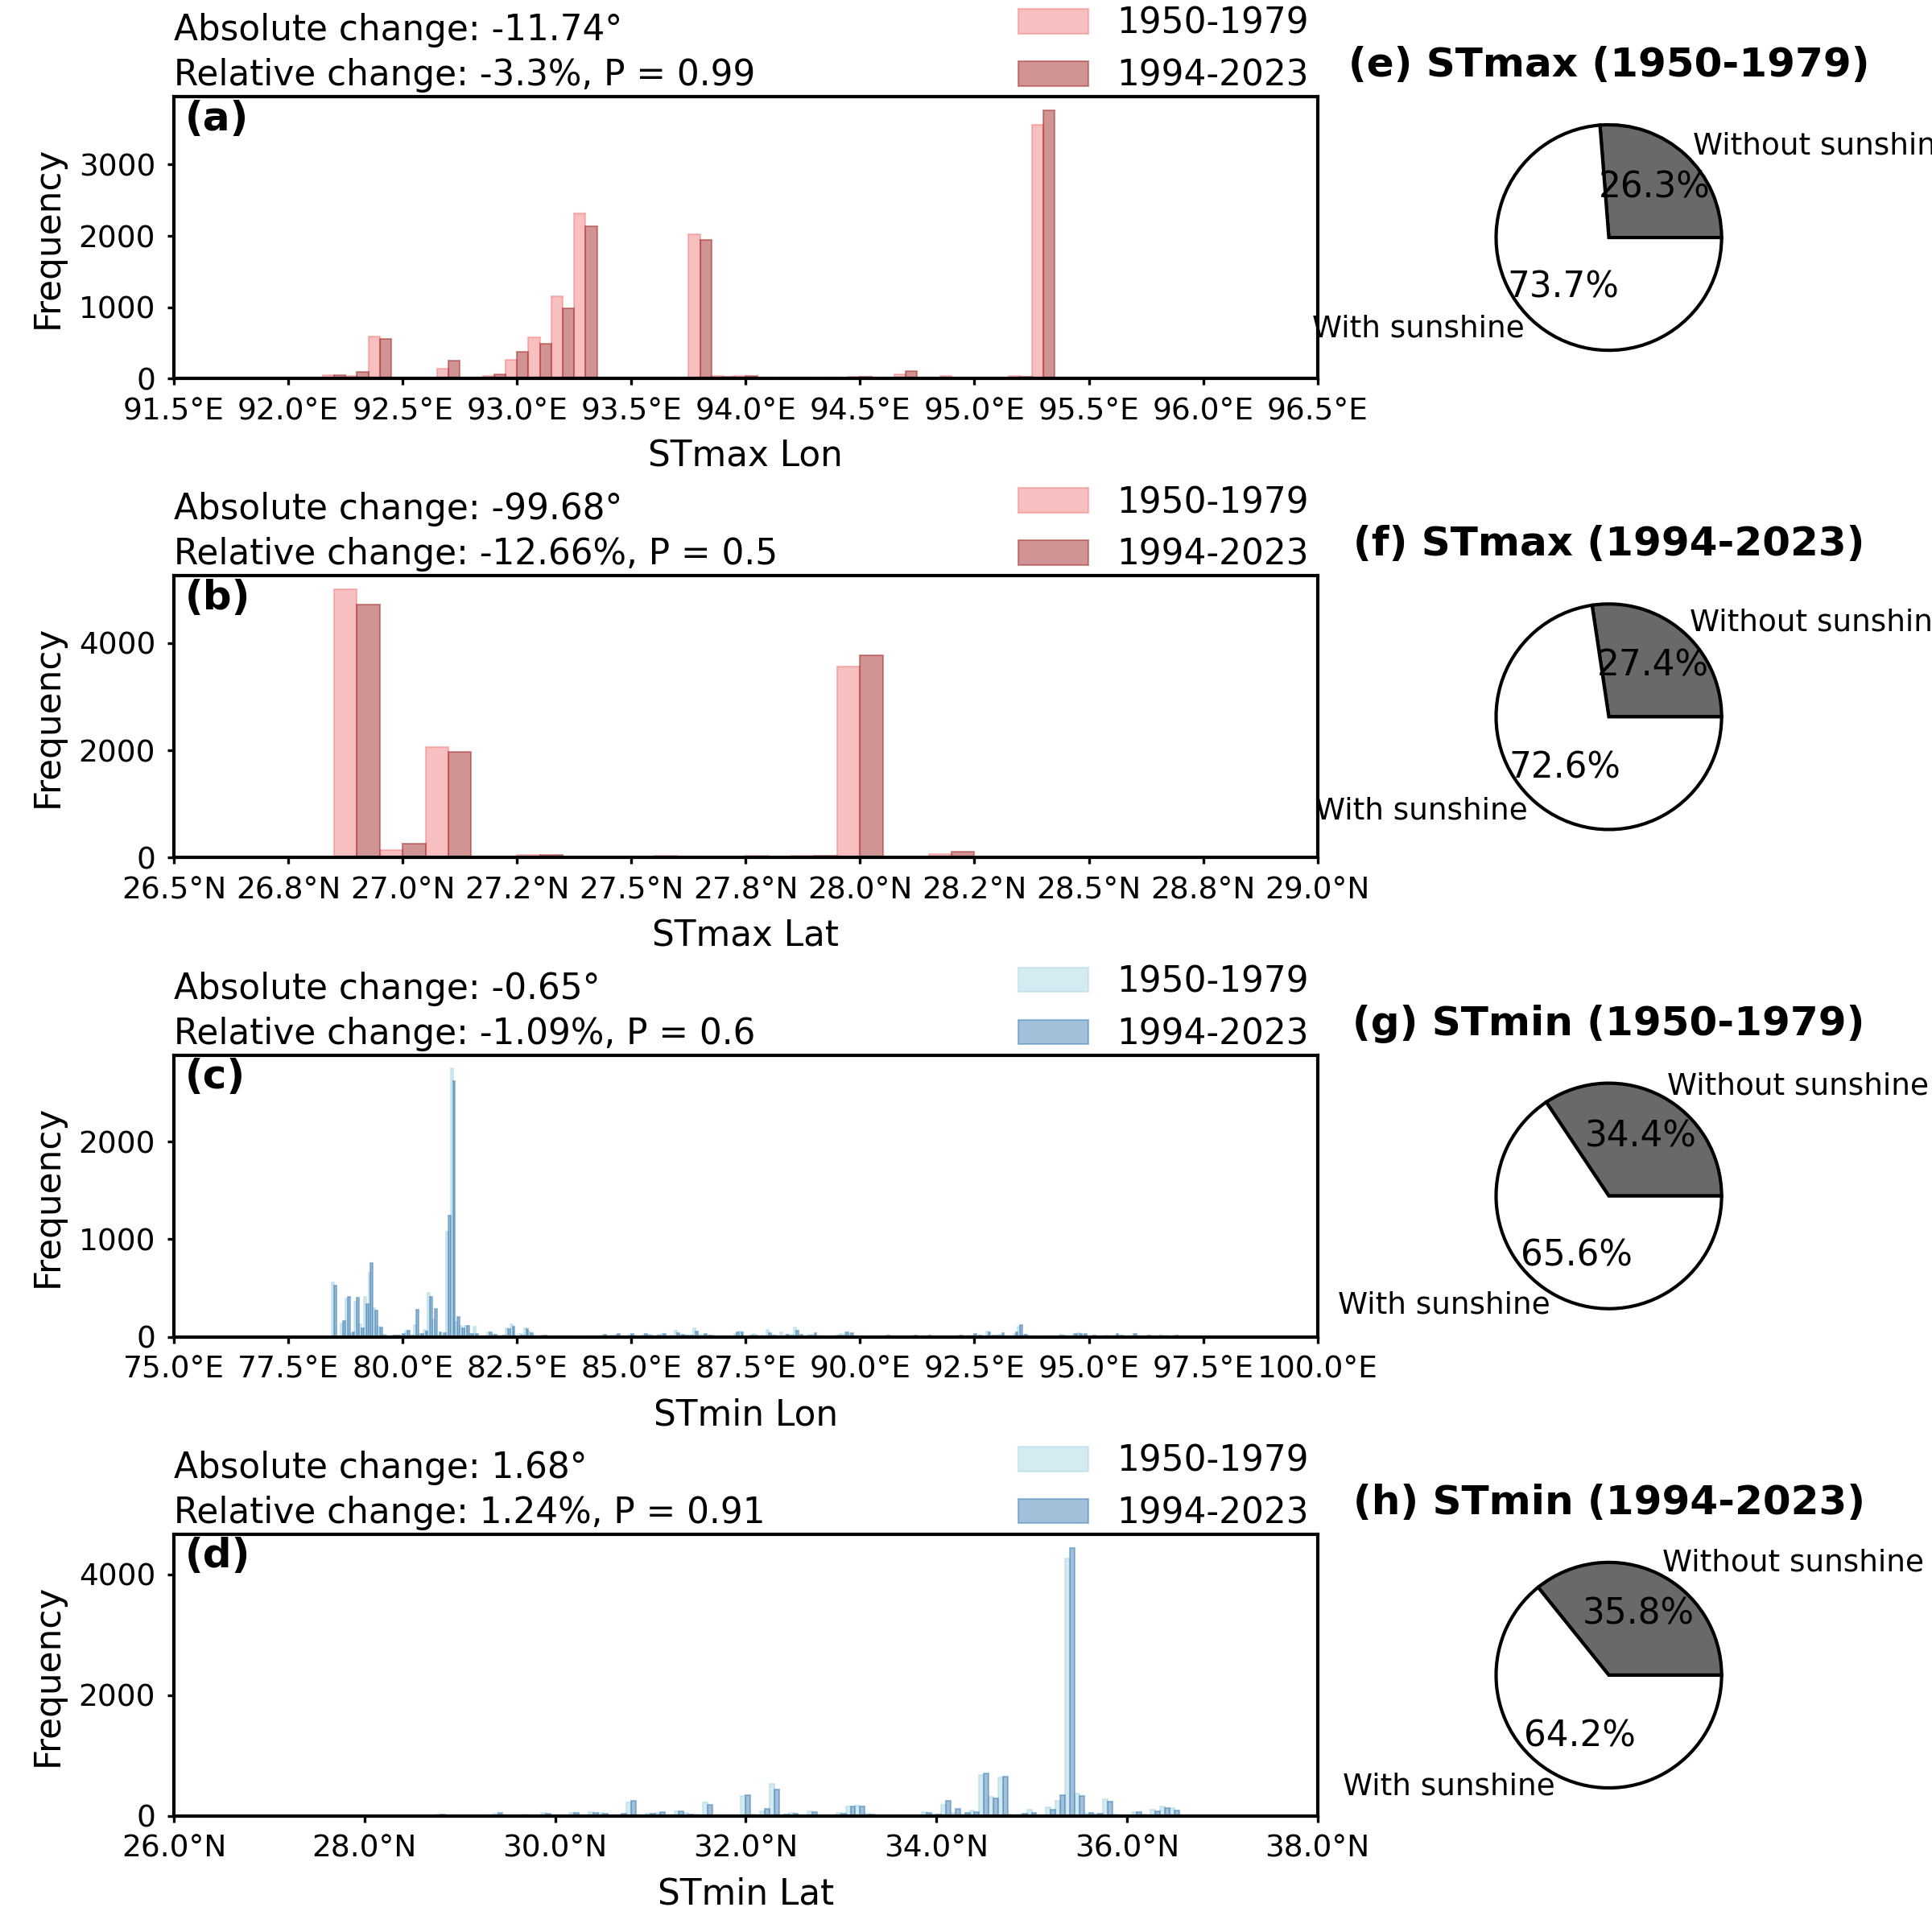 Absolute change: -11.74°
Relative change: -3.3%, P = 0.99
1950-1979
1994-2023
(a)
Frequency
3000
2000
1000
0
91.5°E 92.0°E 92.5°E 93.0°E 93.5°E 94.0°E 94.5°E 95.0°E 95.5°E 96.0°E 96.5°E
STmax Lon
(e) STmax (1950-1979)
Without sunshin
26.3%
73.7%
With sunshine
Absolute change: -99.68°
Relative change: -12.66%, P = 0.5
1950-1979
1994-2023
(b)
Frequency
4000
2000
0
26.5°N 26.8°N 27.0°N 27.2°N 27.5°N 27.8°N 28.0°N 28.2°N 28.5°N 28.8°N 29.0°N
STmax Lat
(f) STmax (1994-2023)
Without sunshin
27.4%
72.6%
With sunshine
Absolute change: -0.65°
Relative change: -1.09%, P = 0.6
1950-1979
1994-2023
(c)
Frequency
2000
1000
0
75.0°E 77.5°E 80.0°E 82.5°E 85.0°E 87.5°E 90.0°E 92.5°E 95.0°E 97.5°E 100.0°E
STmin Lon
(g) STmin (1950-1979)
Without sunshine
34.4%
65.6%
With sunshine
Absolute change: 1.68°
Relative change: 1.24%, P = 0.91
1950-1979
1994-2023
(d)
Frequency
4000
2000
0
26.0°N 28.0°N 30.0°N 32.0°N 34.0°N 36.0°N 38.0°N
STmin Lat
(h) STmin (1994-2023)
Without sunshine
35.8%
64.2%
With sunshine